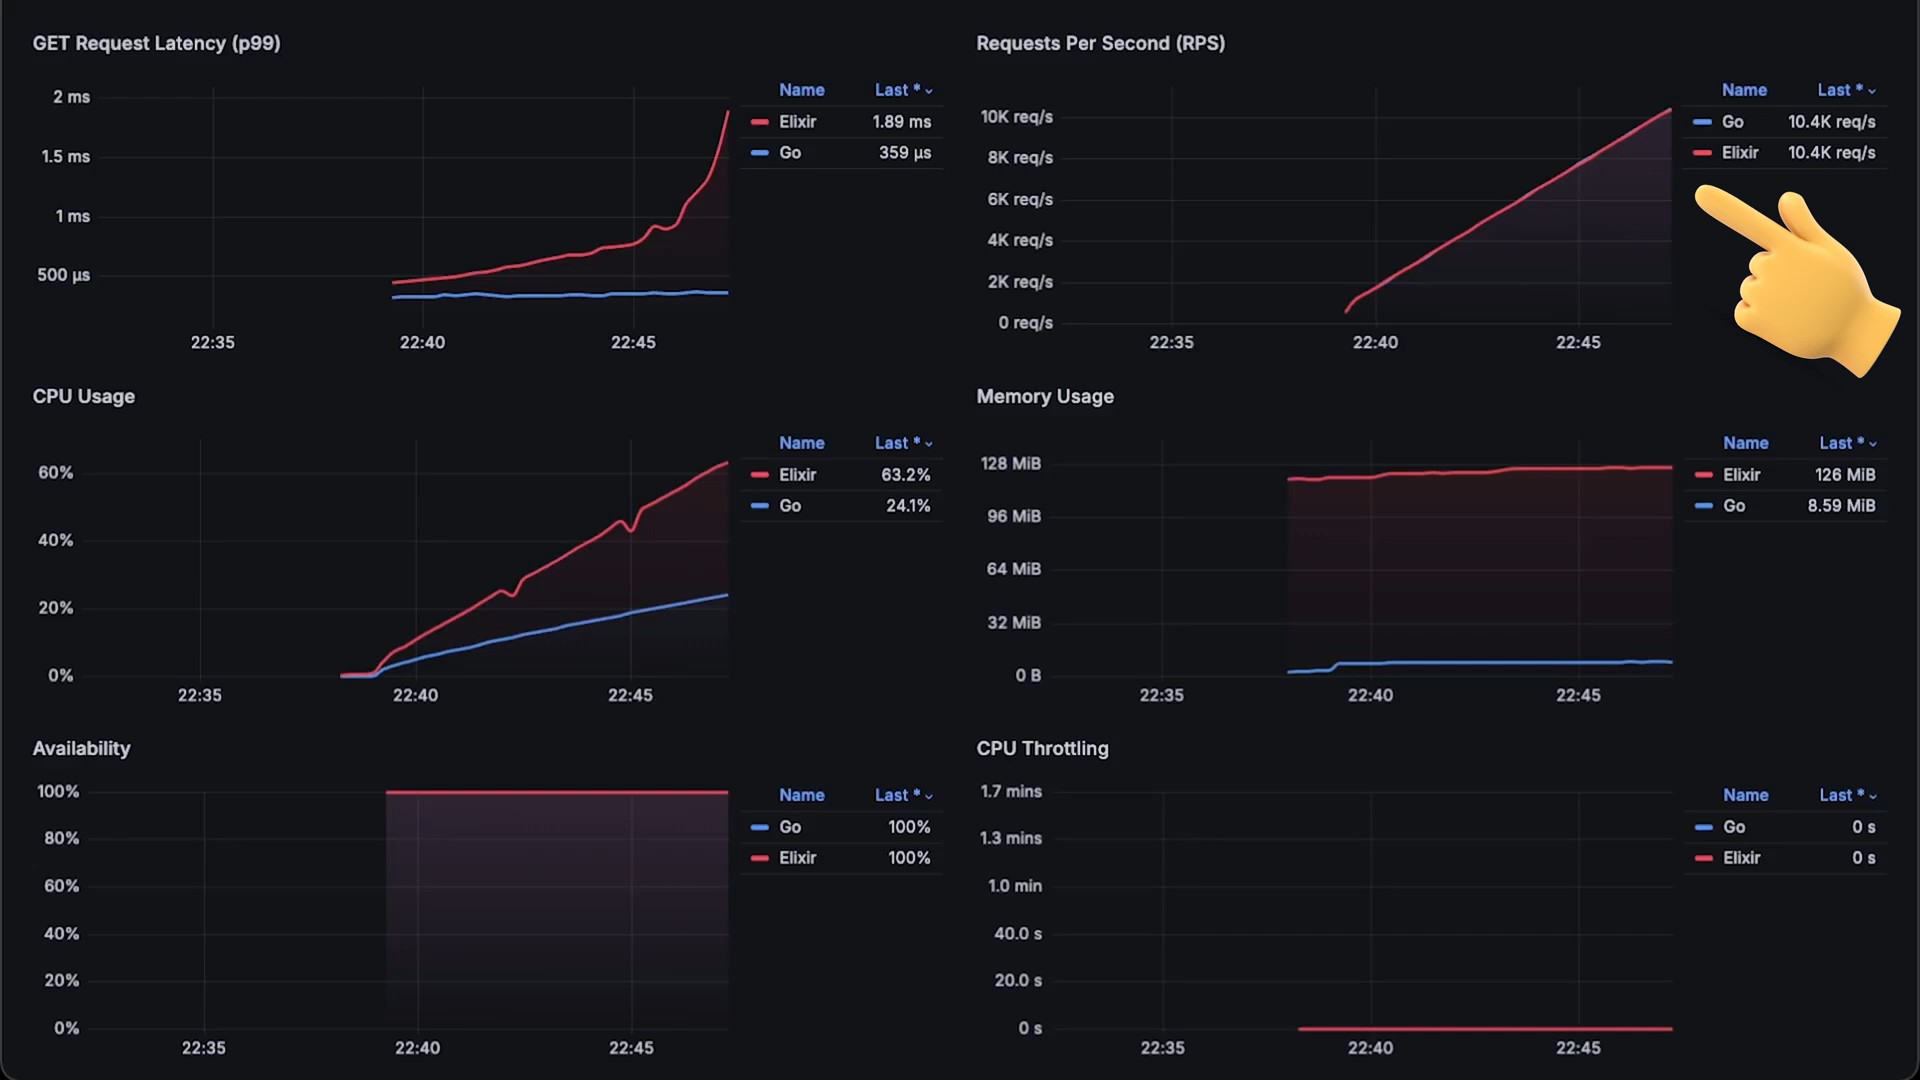 GET Request Latency (p99)
2 ms
1.5 ms
1 ms
500 µs
22:35 22:40 22:45
Name Last *
Elixir 1.89 ms
Go 359 µs
Requests Per Second (RPS)
10K req/s
8K req/s
6K req/s
4K req/s
2K req/s
0 req/s
22:35 22:40 22:45
Name Last *
Go 10.4K req/s
Elixir 10.4K req/s
CPU Usage
60%
40%
20%
0%
22:35 22:40 22:45
Name Last *
Elixir 63.2%
Go 24.1%
Memory Usage
128 MiB
96 MiB
64 MiB
32 MiB
0 B
22:35 22:40 22:45
Name Last *
Elixir 126 MiB
Go 8.59 MiB
Availability
100%
80%
60%
40%
20%
0%
22:35 22:40 22:45
Name Last *
Go 100%
Elixir 100%
CPU Throttling
1.7 mins
1.3 mins
1.0 min
40.0 s
20.0 s
0 s
22:35 22:40 22:45
Name Last *
Go 0 s
Elixir 0 s